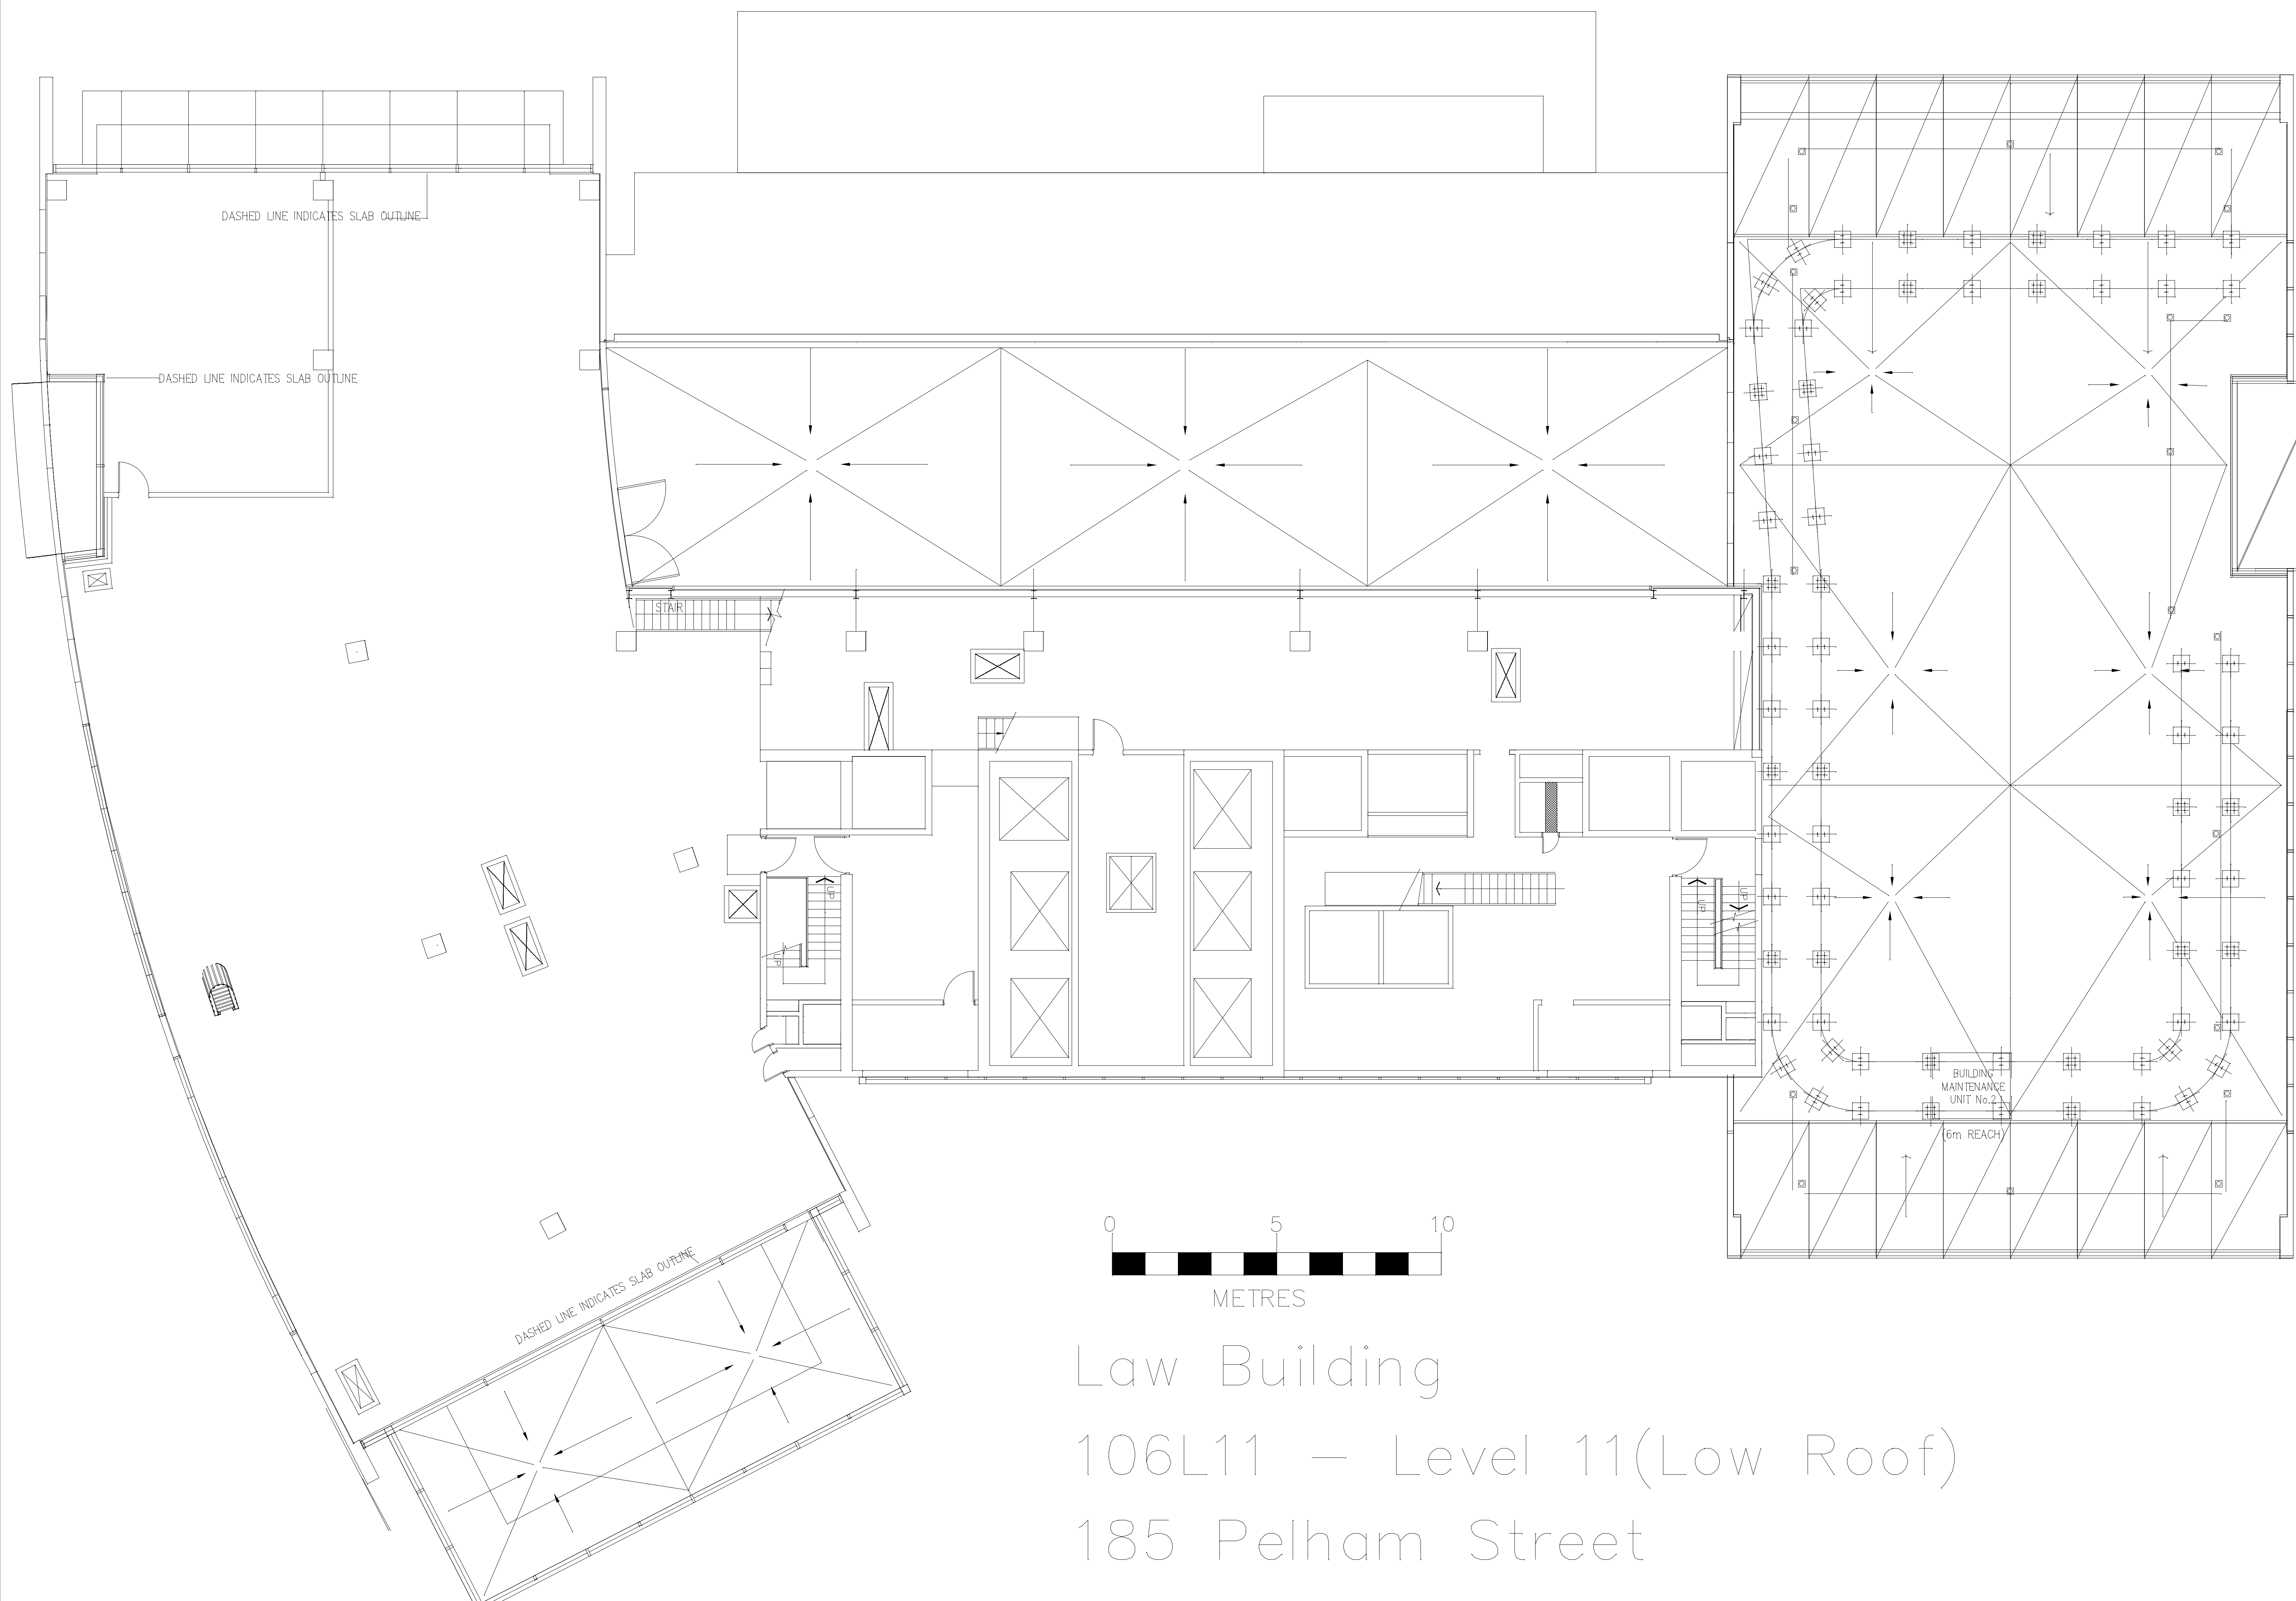 DASHED LINE INDICATES SLAB OUTLINE
DASHED LINE INDICATES SLAB OUTLINE
STAIR
UP
UP
UP
UP
BUILDING
MAINTENANCE
UNIT No.2
(6m REACH)
DASHED LINE INDICATES SLAB OUTLINE
0 5 10
METRES
Law Building
106L11 — Level 11(Low Roof)
185 Pelham Street